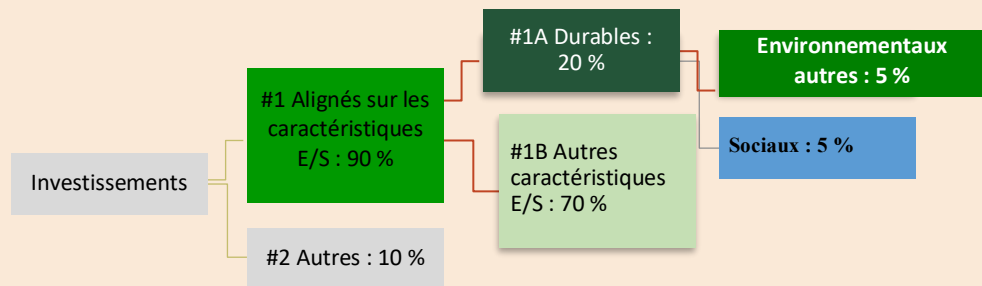 Investissements
#1 Alignés sur les
caractéristiques
E/S : 90 %
#2 Autres : 10 %
#1A Durables :
20 %
#1B Autres
caractéristiques
E/S : 70 %
Environnementaux
autres : 5 %
Sociaux : 5 %